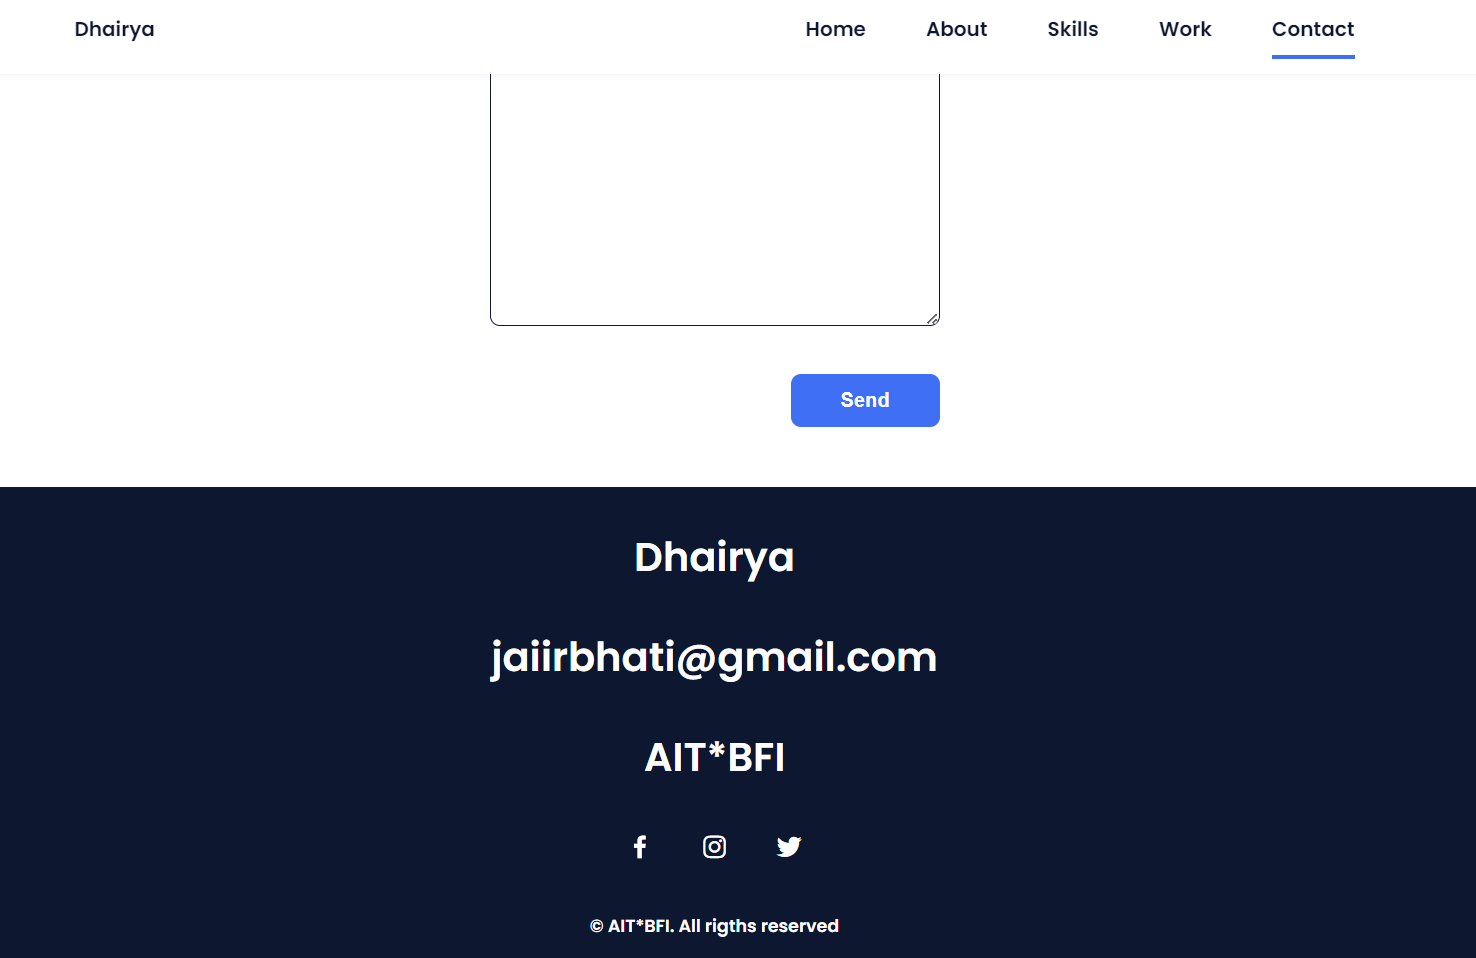 Dhairya Home About Skills Work Contact
Send
Dhairya
jaiirbhati@gmail.com
AIT*BFI
© AIT*BFI. All rigths reserved